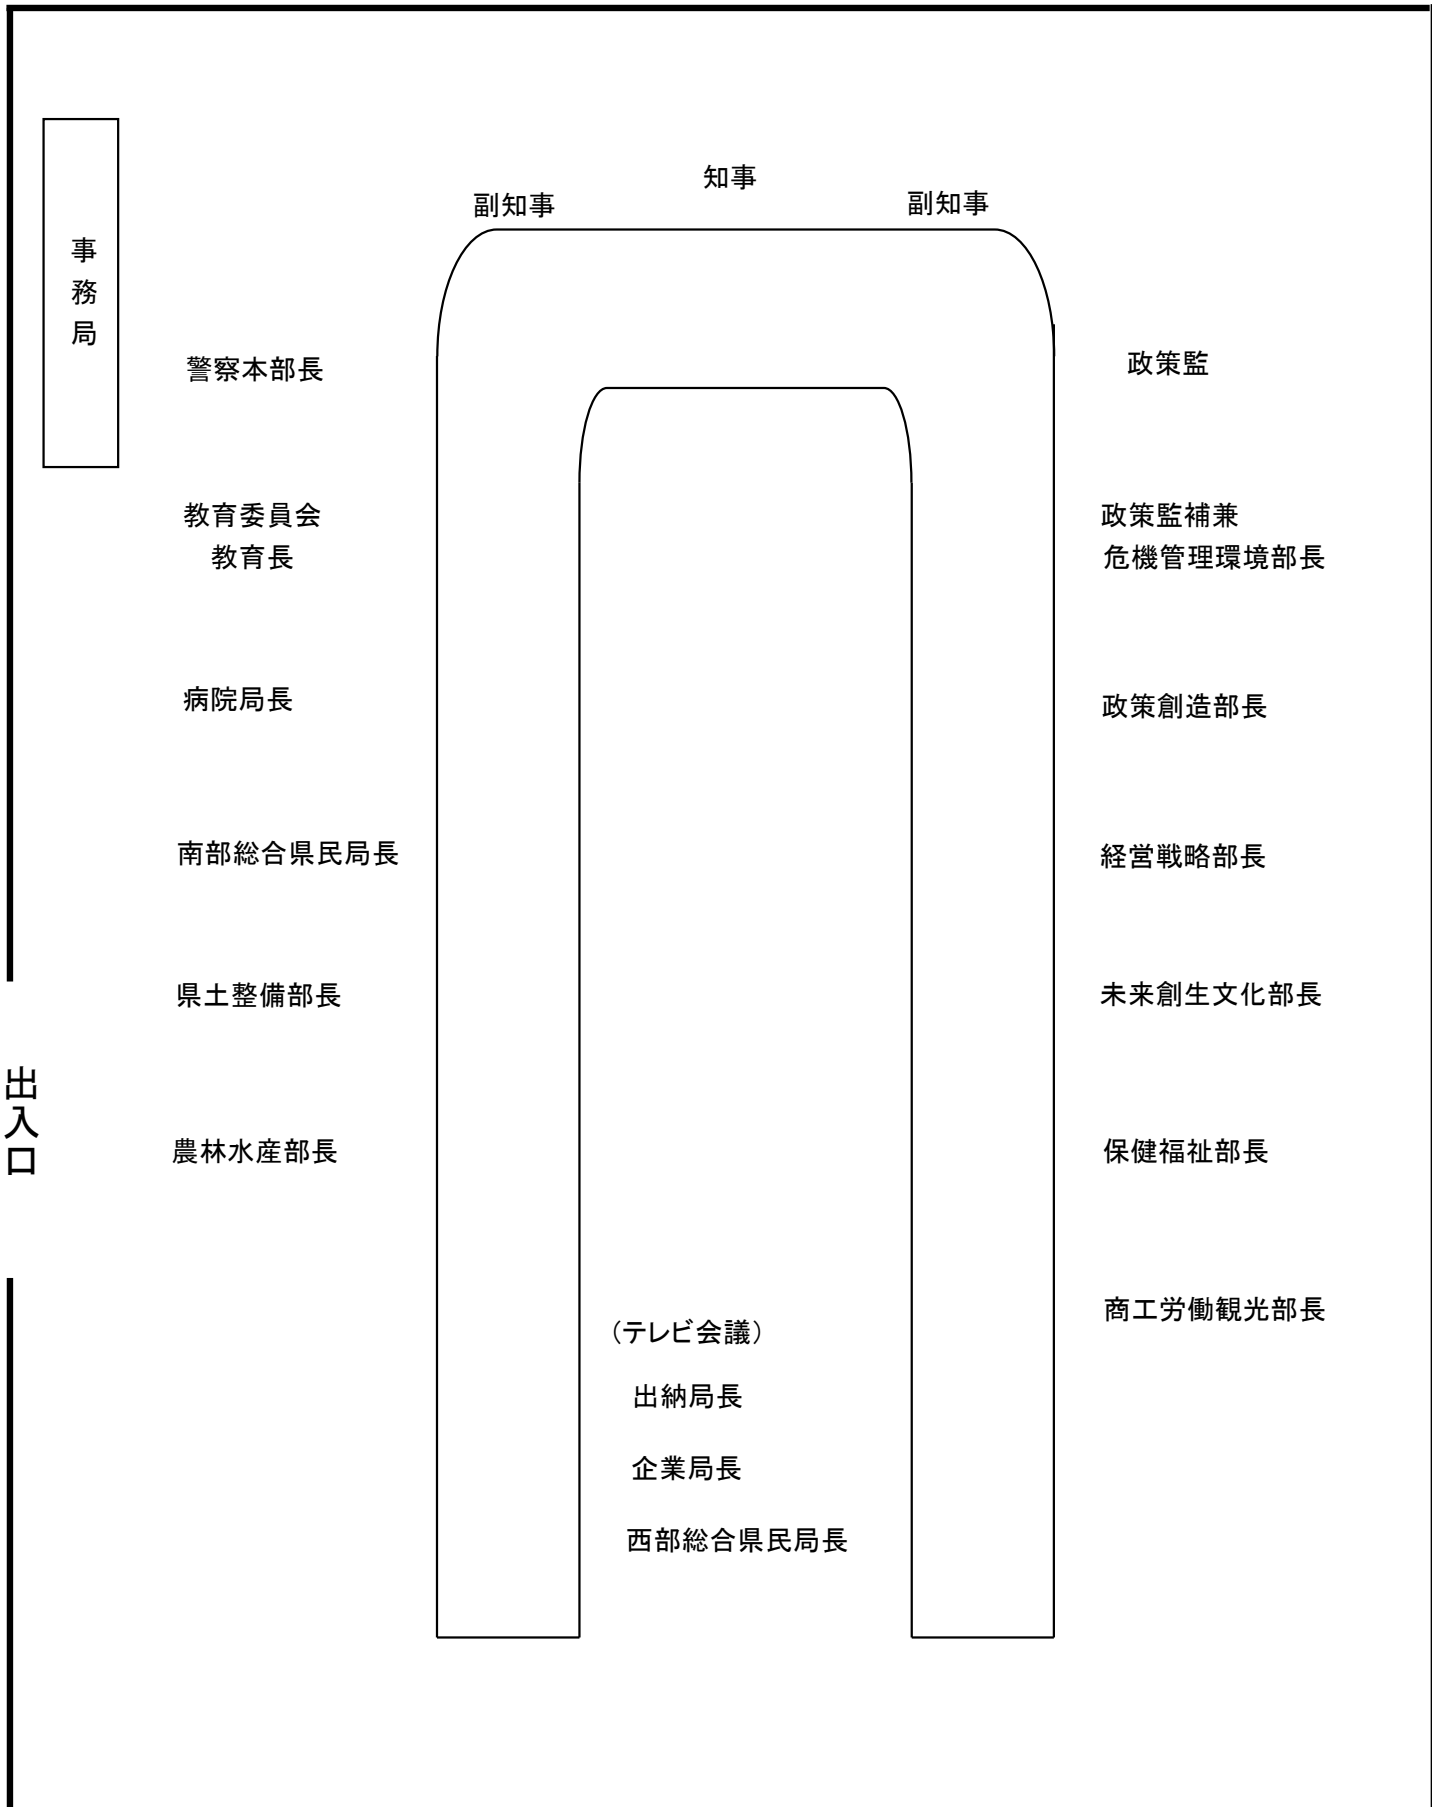 知事
副知事
副知事
事務局
警察本部長
政策監
教育委員会
教育長
政策監補兼
危機管理環境部長
病院局長
政策創造部長
南部総合県民局長
経営戦略部長
県土整備部長
未来創生文化部長
出入口
農林水産部長
保健福祉部長
商工労働観光部長
（テレビ会議）
出納局長
企業局長
西部総合県民局長